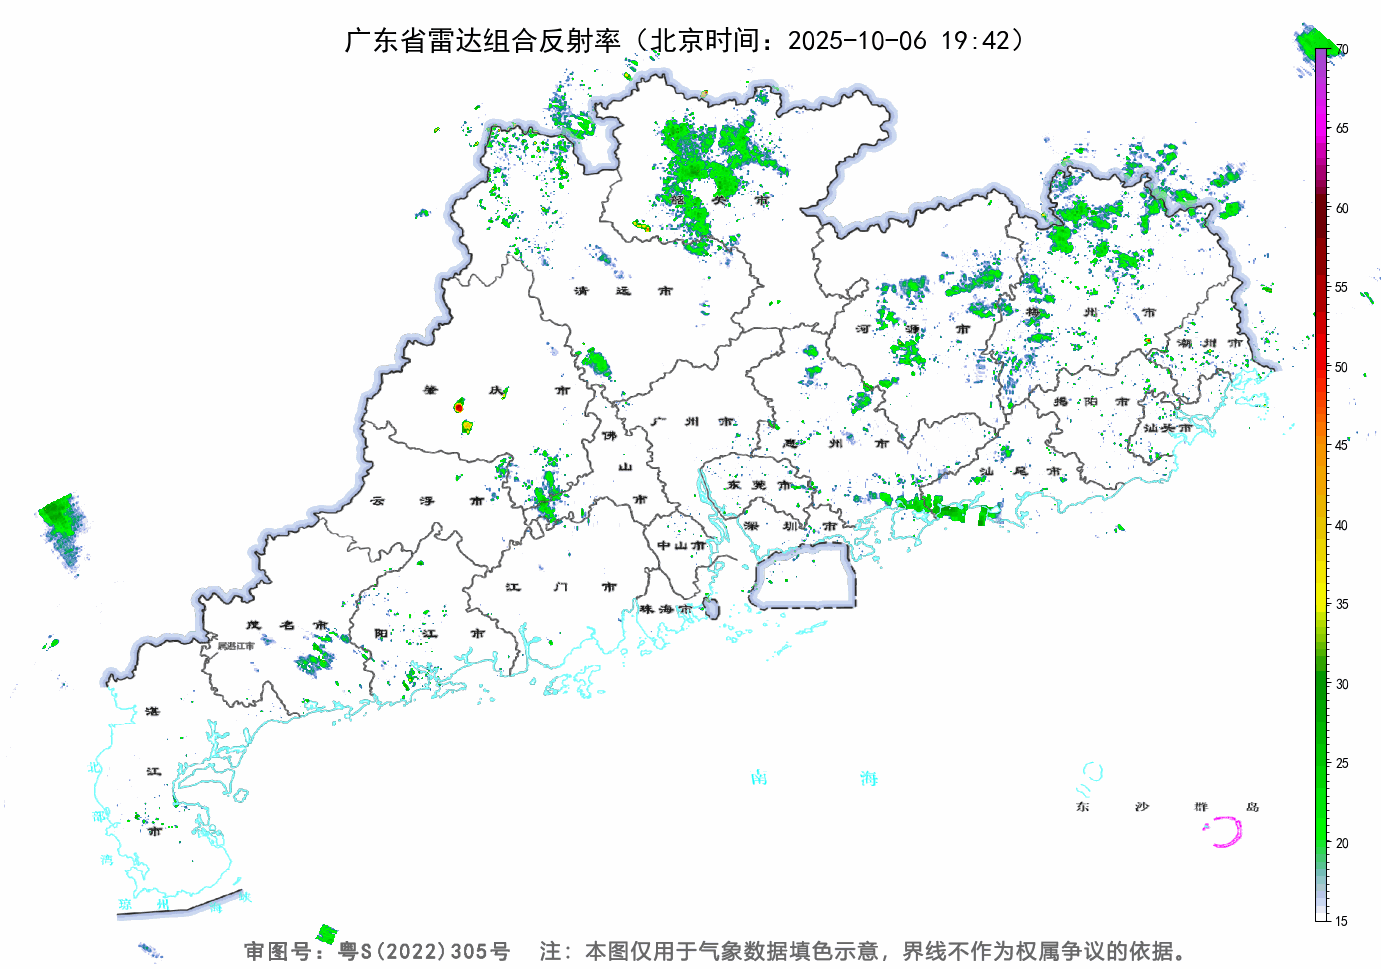 广东省雷达组合反射率（北京时间：2025-10-06 19:42）
70
65
60
55
50
45
40
35
30
25
20
15
韶关市
清远市
河源市
梅州市
潮州市
肇庆市
揭阳市
广州市
汕头市
佛山市
惠州市
汕尾市
云浮市
东莞市
深圳市
中山市
江门市
珠海市
茂名市
阳江市
属湛江市
湛江市
南海
北部湾
东沙群岛
琼州海峡
审图号：粤S(2022)305号 注：本图仅用于气象数据填色示意，界线不作为权属争议的依据。